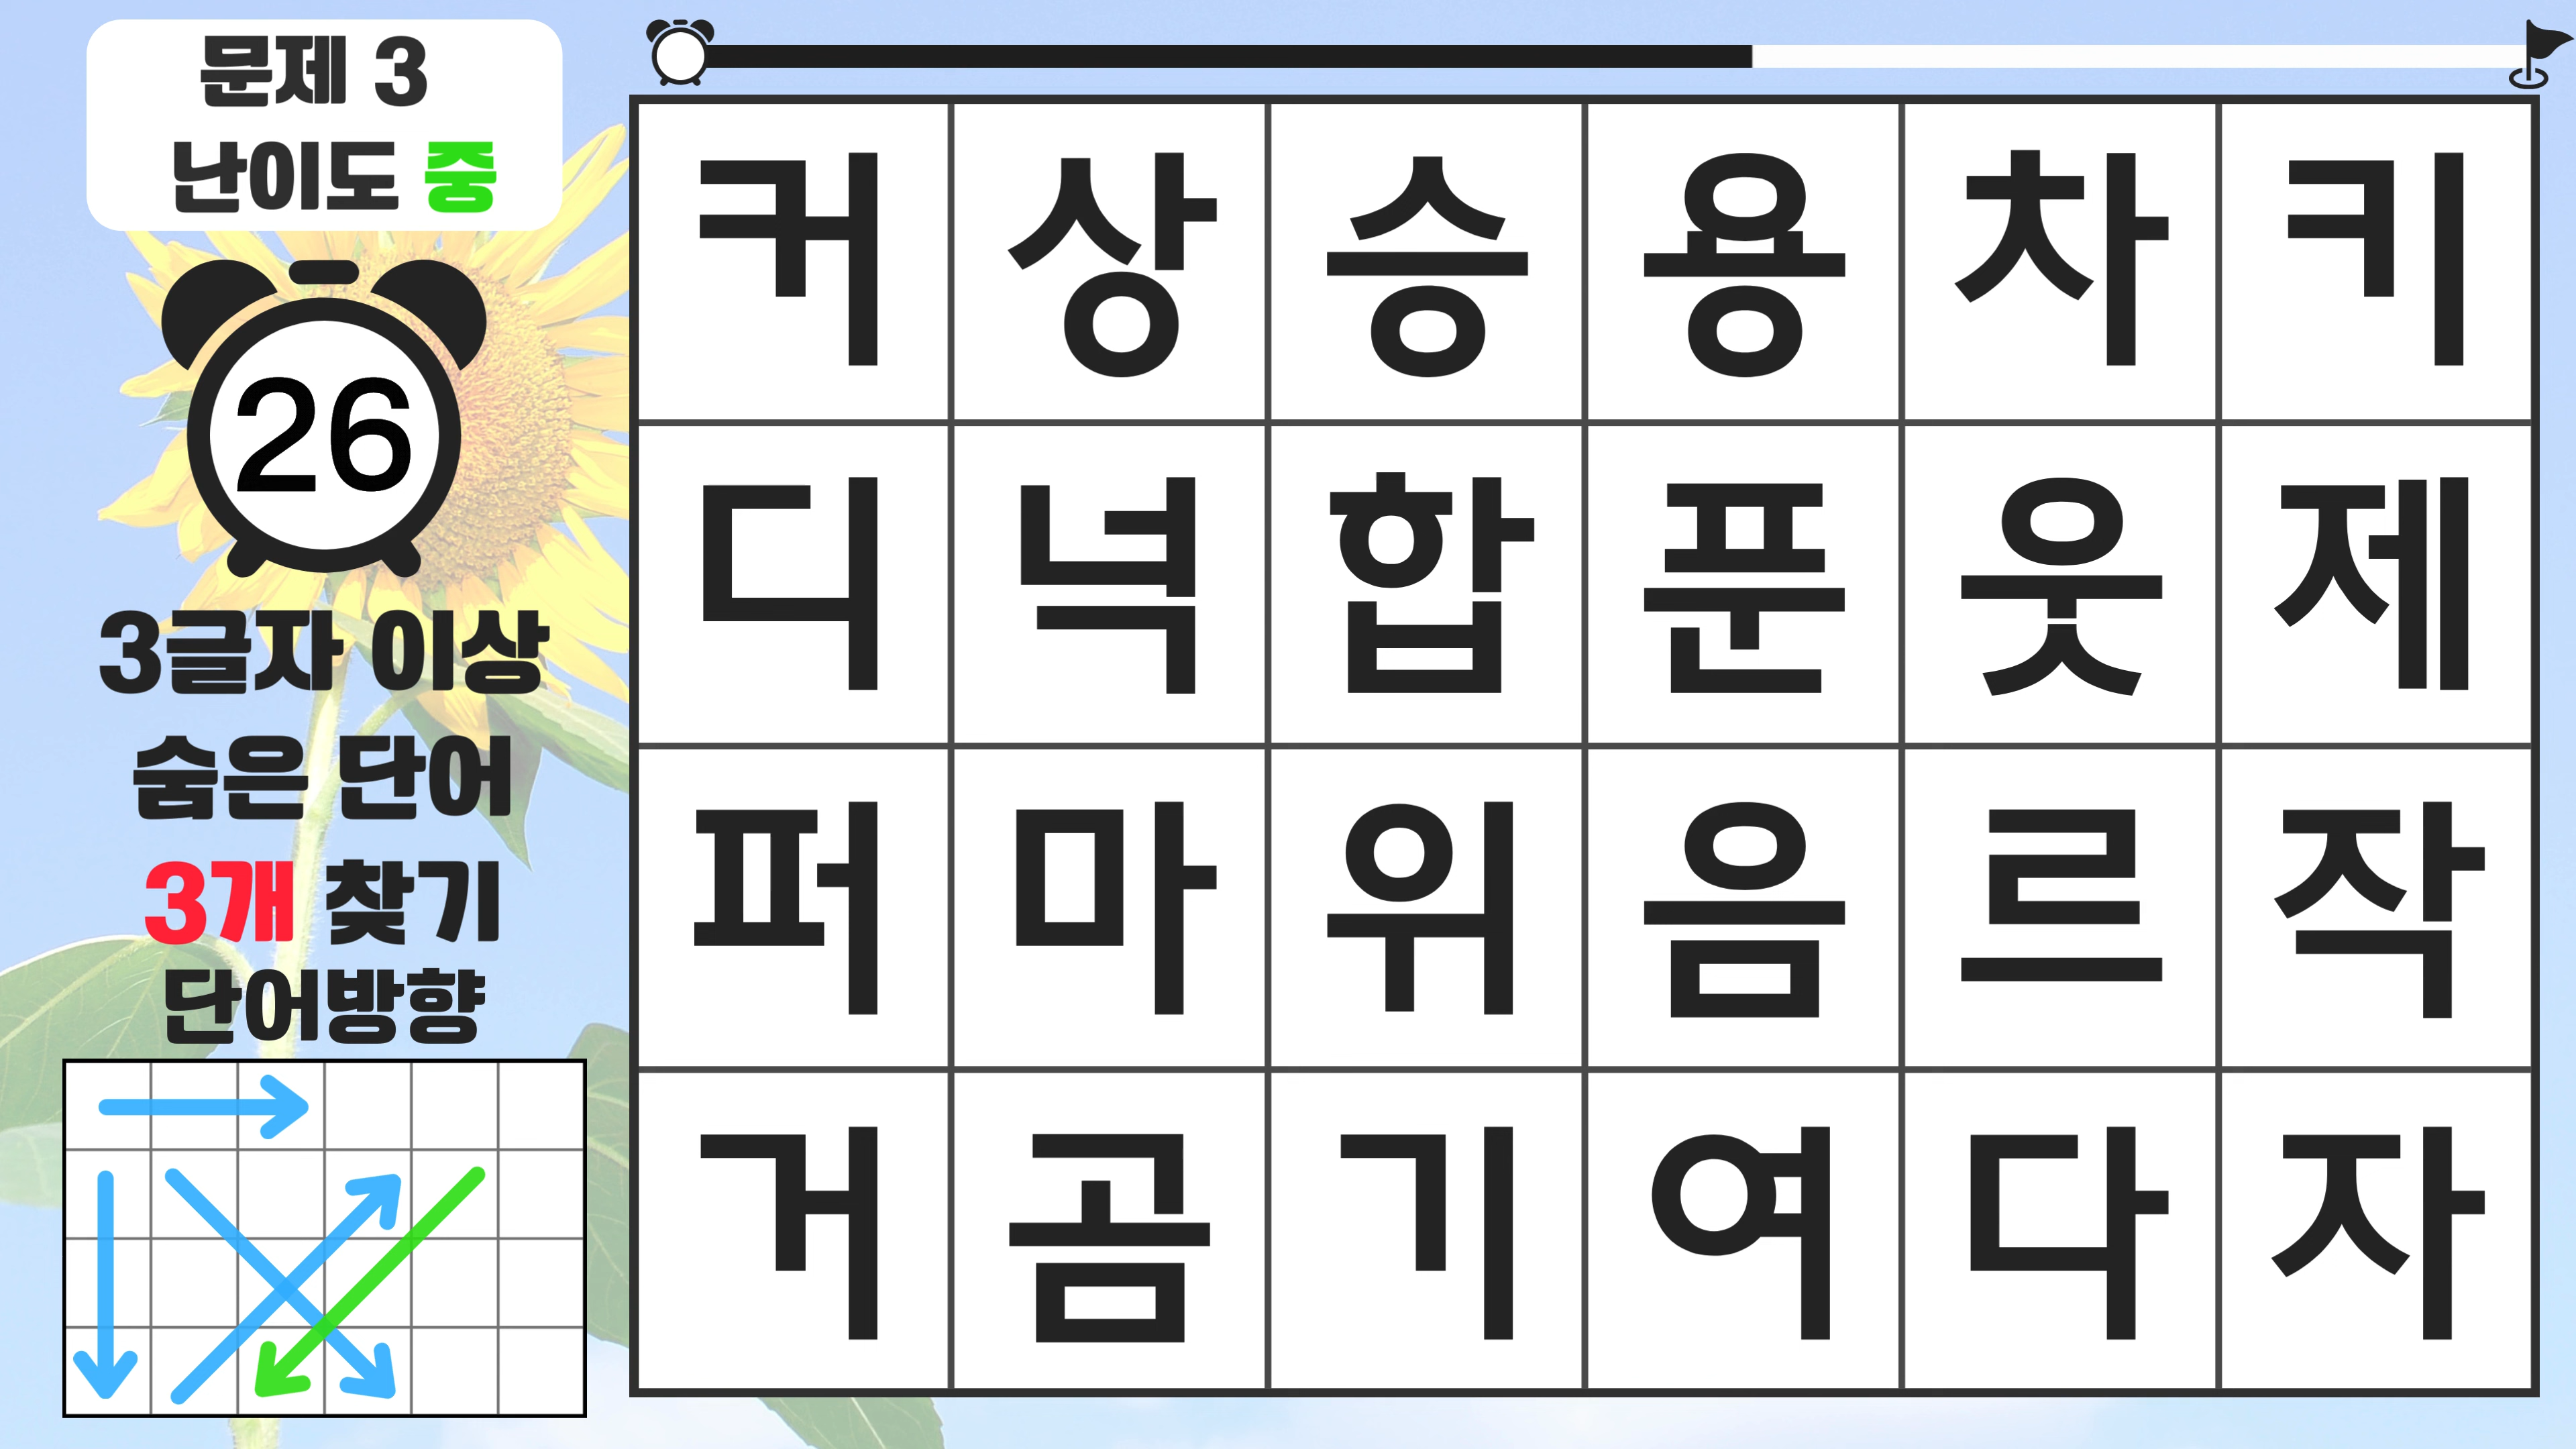 문제 3
난이도 중
26
3글자 이상
숨은 단어
3개 찾기
단어방향
커 상 승 용 차 키
디 녁 합 푼 웃 제
퍼 마 위 음 르 작
거 곰 기 여 다 자